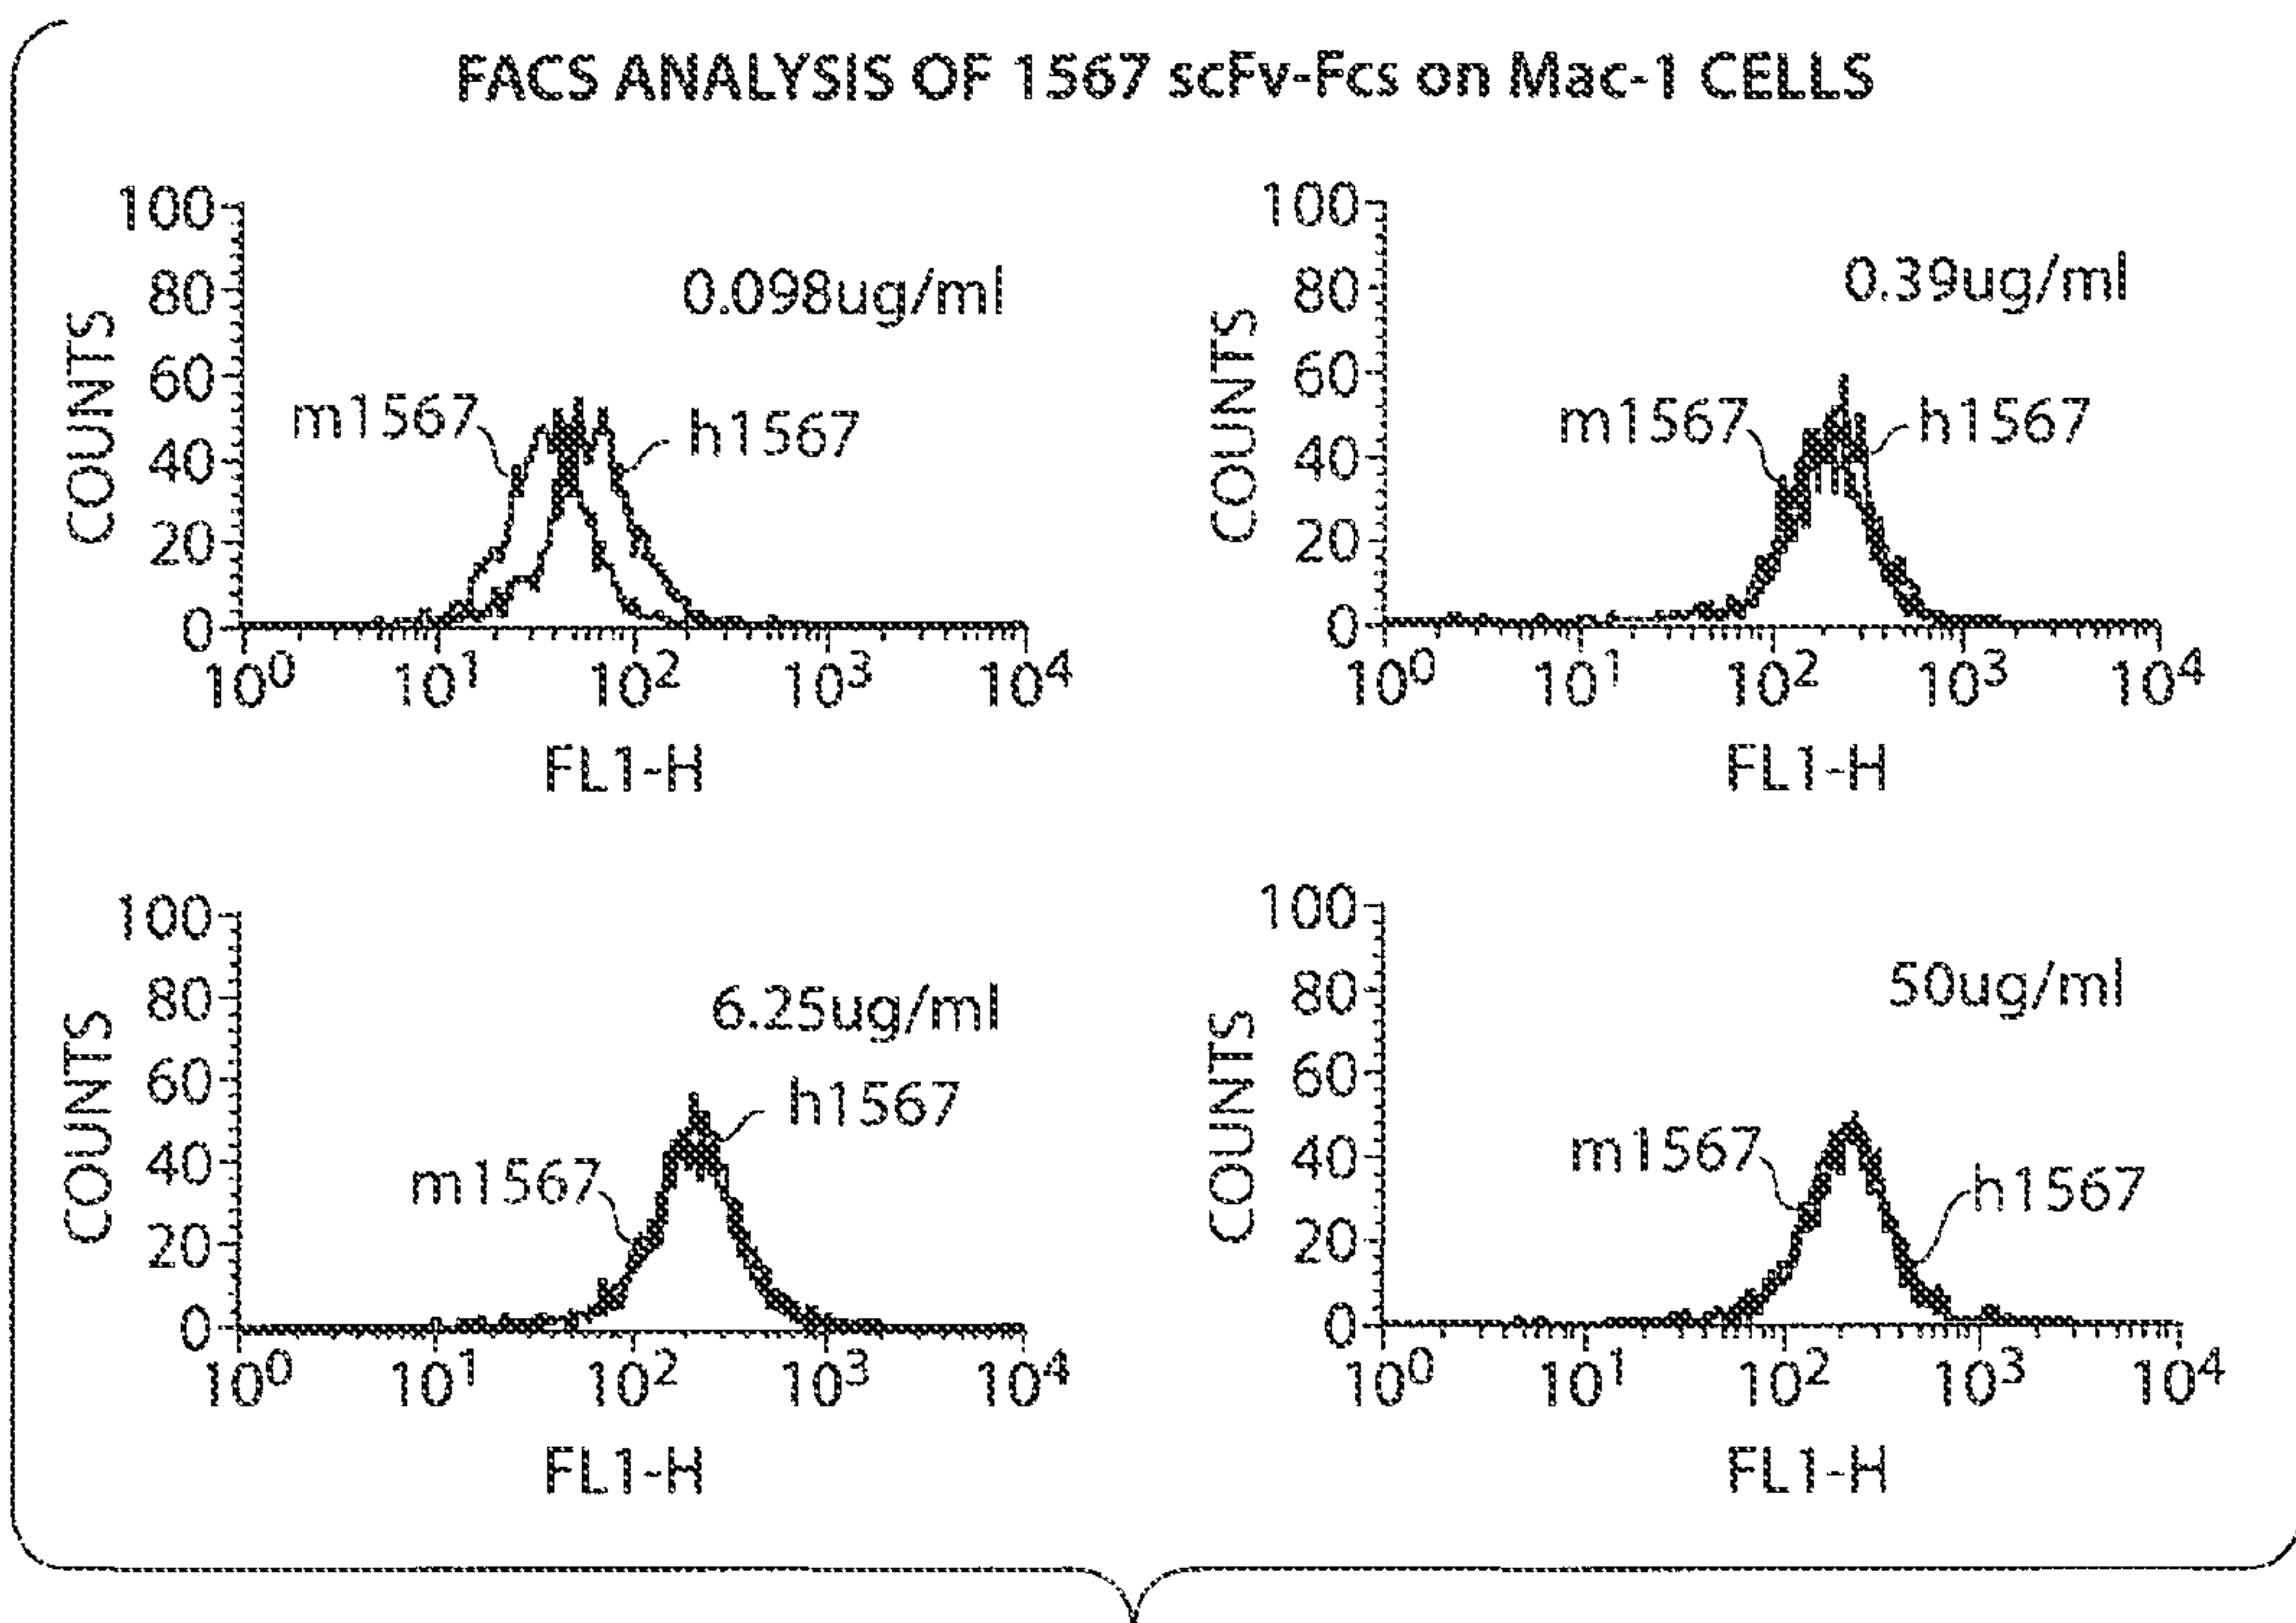 FACS ANALYSIS OF 1567 scFv-Fcs on Mac-1 CELLS
100
80
60
40
20
0
COUNTS
0.098ug/ml
m1567
h1567
10⁰ 10¹ 10² 10³ 10⁴
FL1-H
100
80
60
40
20
0
COUNTS
0.39ug/ml
m1567
h1567
10⁰ 10¹ 10² 10³ 10⁴
FL1-H
100
80
60
40
20
0
COUNTS
6.25ug/ml
h1567
m1567
10⁰ 10¹ 10² 10³ 10⁴
FL1-H
100
80
60
40
20
0
COUNTS
50ug/ml
m1567
h1567
10⁰ 10¹ 10² 10³ 10⁴
FL1-H